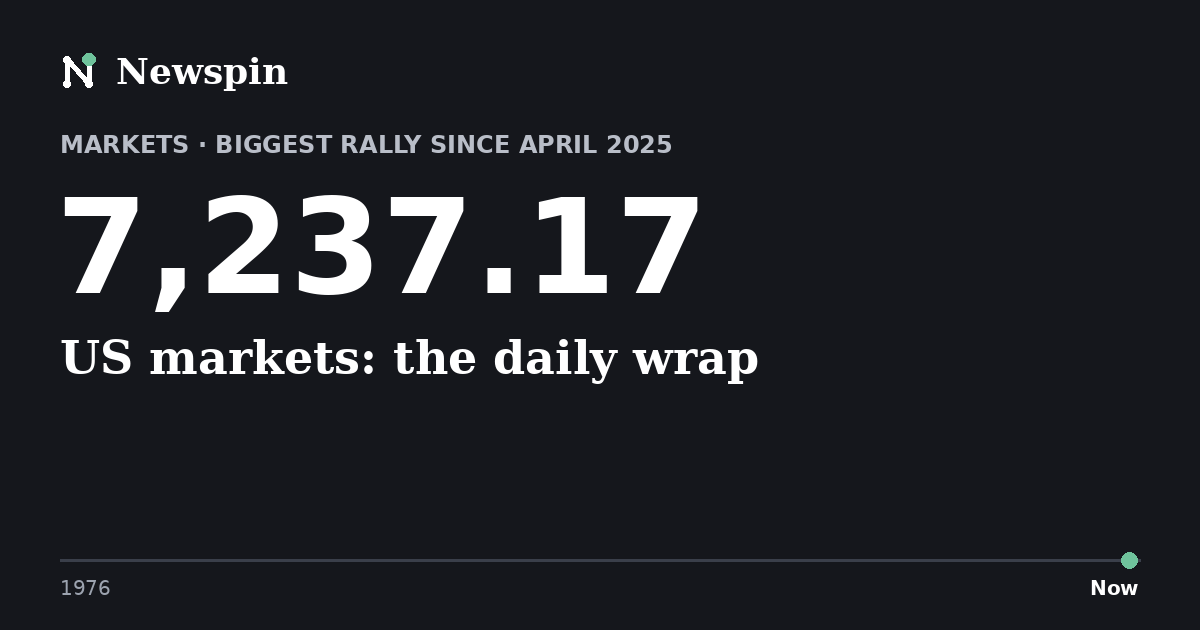 Newspin
MARKETS · BIGGEST RALLY SINCE APRIL 2025
7,237.17
US markets: the daily wrap
1976
Now